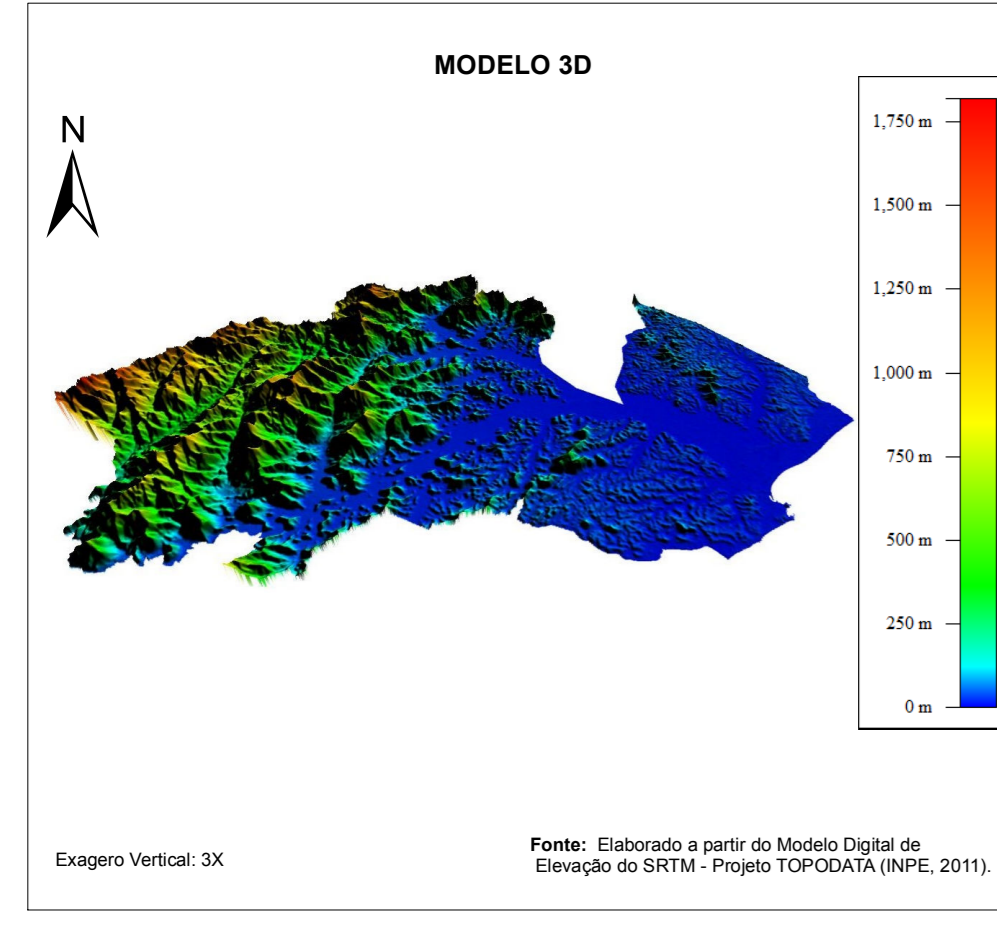 MODELO 3D
N
1,750 m
1,500 m
1,250 m
1,000 m
750 m
500 m
250 m
0 m
Exagero Vertical: 3X
Fonte: Elaborado a partir do Modelo Digital de
Elevação do SRTM - Projeto TOPODATA (INPE, 2011).